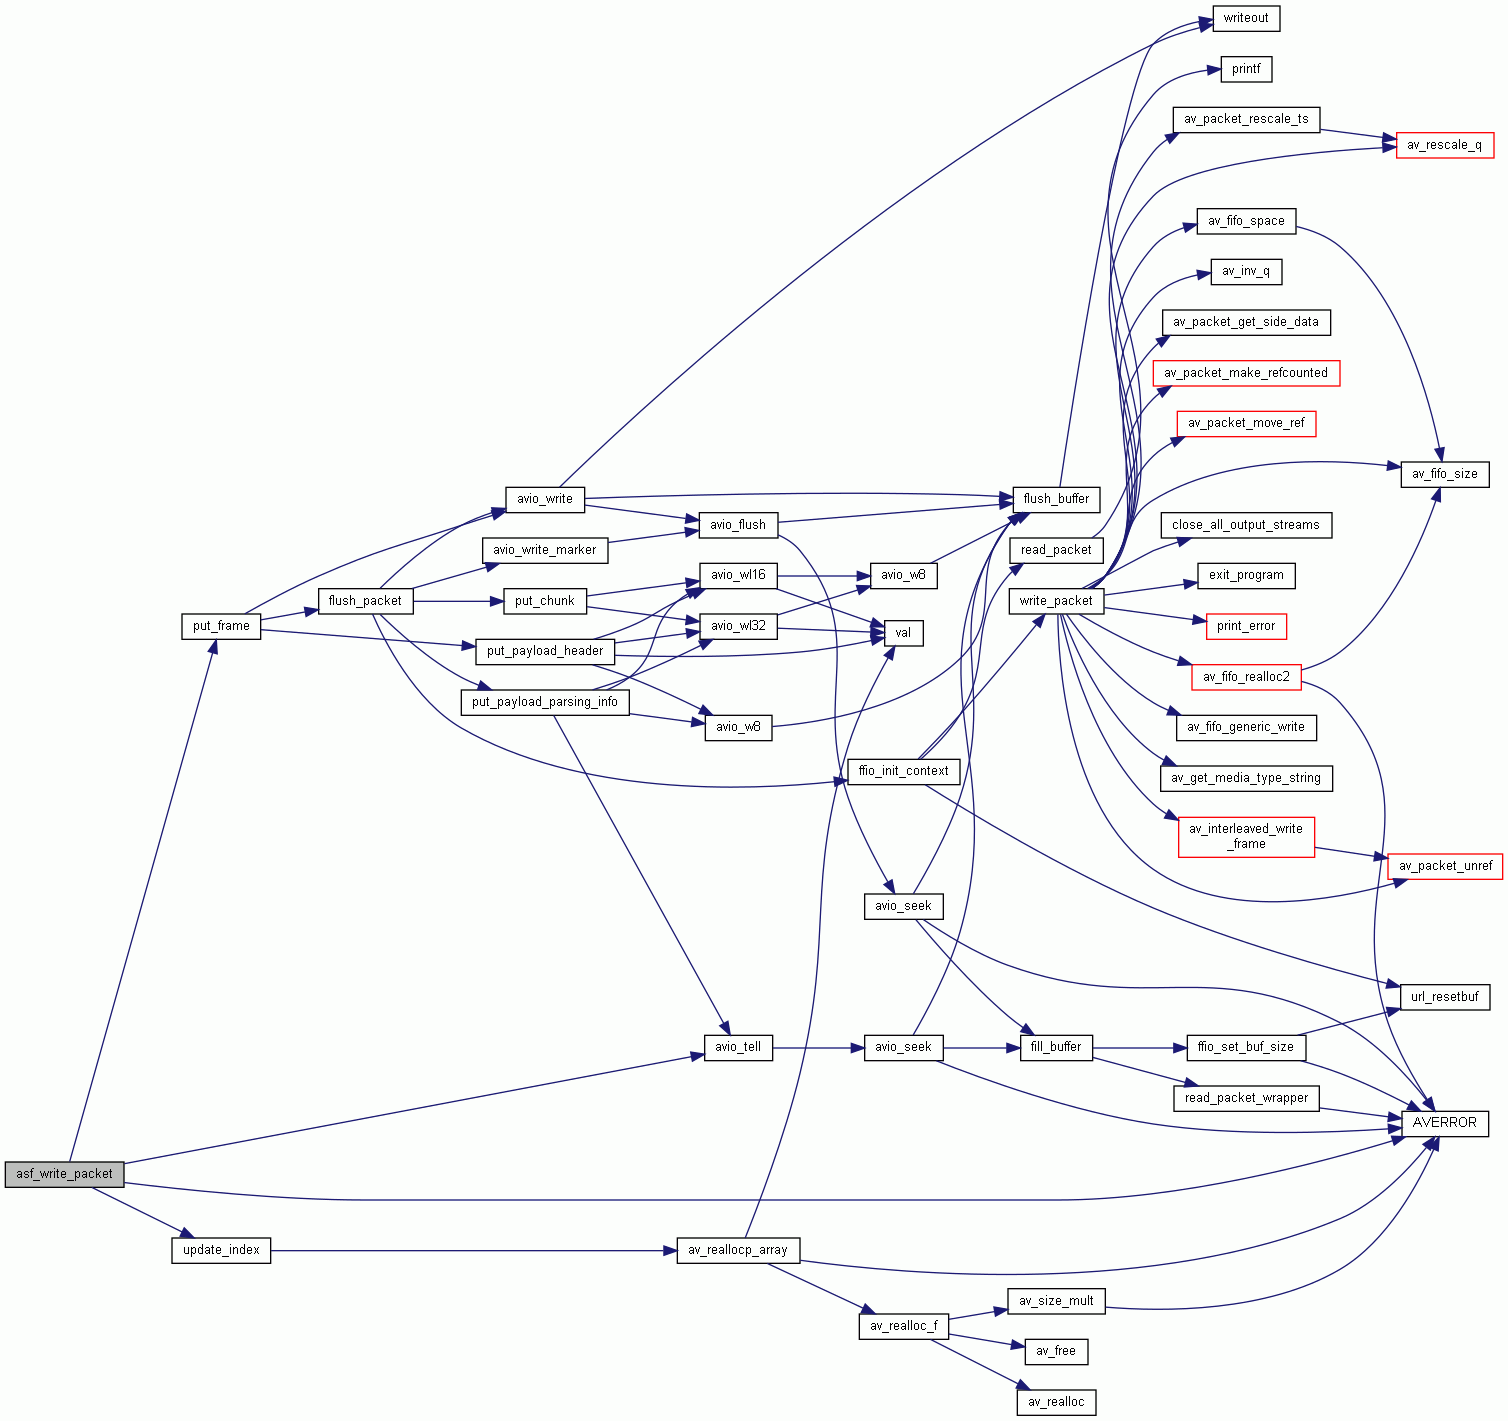 writeout
printf
av_packet_rescale_ts
av_rescale_q
av_fifo_space
av_inv_q
av_packet_get_side_data
av_packet_make_refcounted
av_packet_move_ref
av_fifo_size
avio_write
flush_buffer
avio_flush
close_all_output_streams
avio_write_marker
read_packet
avio_wl16
avio_w8
exit_program
flush_packet
put_chunk
write_packet
put_frame
avio_wl32
val
print_error
put_payload_header
av_fifo_realloc2
put_payload_parsing_info
avio_w8
av_fifo_generic_write
ffio_init_context
av_get_media_type_string
av_interleaved_write
_frame
av_packet_unref
avio_seek
url_resetbuf
avio_tell
avio_seek
fill_buffer
ffio_set_buf_size
read_packet_wrapper
AVERROR
asf_write_packet
update_index
av_reallocp_array
av_size_mult
av_realloc_f
av_free
av_realloc